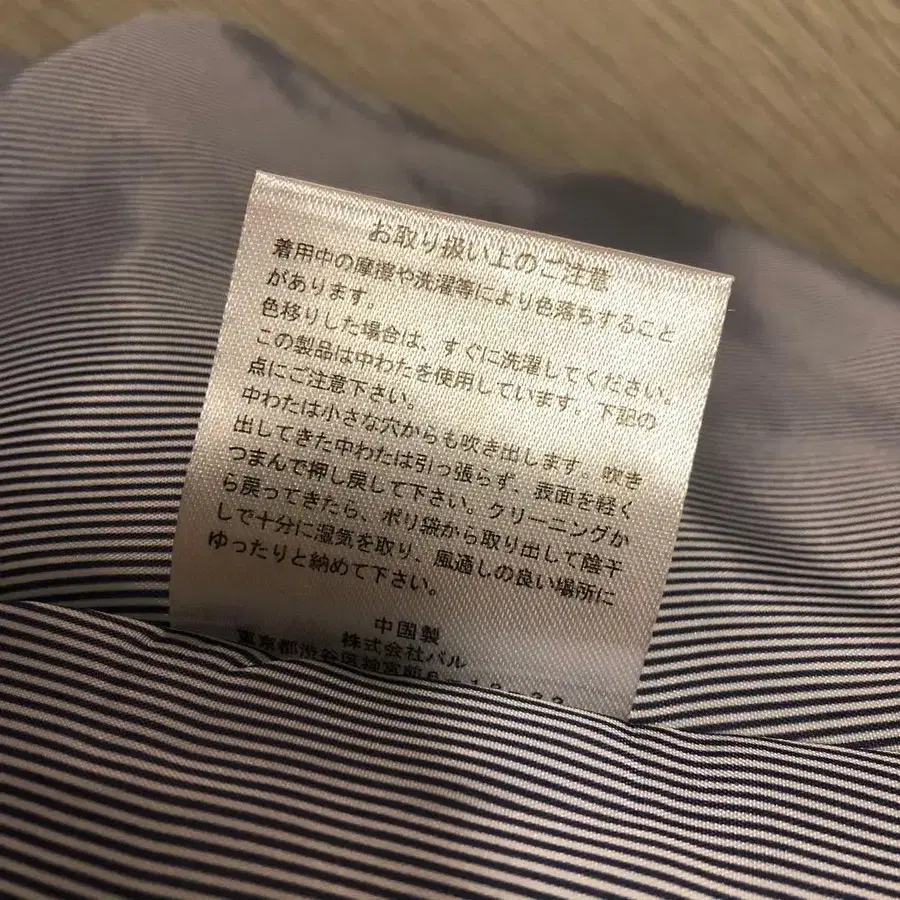 お取り扱い上のご注意
着用中の摩擦や洗濯等により色落ちすること
があります。
色移りした場合は、すぐに洗濯してください。
この製品は中わたを使用しています。下記の
点にご注意下さい。
中わたは小さな穴からも吹き出します。吹き
出してきた中わたは引っ張らず、表面を軽く
つまんで押し戻して下さい。クリーニングか
ら戻ってきたら、ポリ袋から取り出して陰干
しで十分に湿気を取り、風通しの良い場所に
ゆったりと納めて下さい。
中国製
株式会社パル
東京都渋谷区神宮前